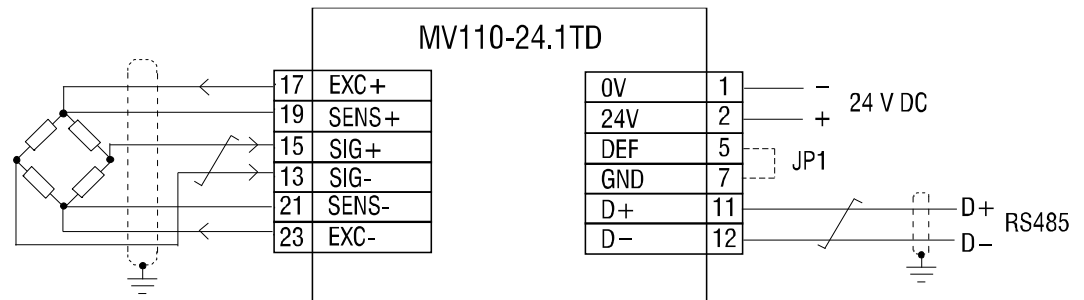 MV110-24.1TD
17 EXC+
19 SENS+
15 SIG+
13 SIG-
21 SENS-
23 EXC-
0V 1 −
24V 2 +
24 V DC
DEF 5
GND 7
JP1
D+ 11 D+
D− 12 D−
RS485